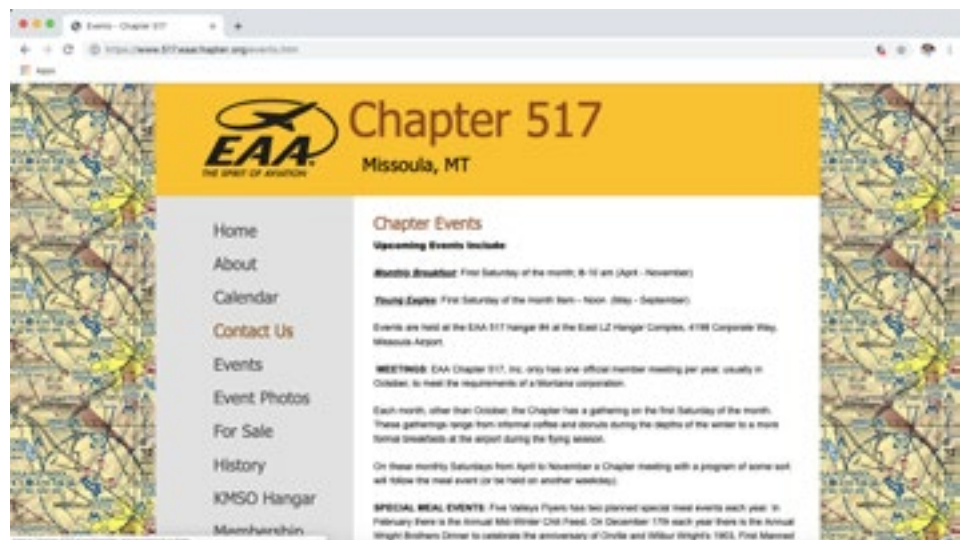 Events - Chapter 517
https://www.517.eaachapter.org/events.htm
Apps
EAA
THE SPIRIT OF AVIATION
Chapter 517
Missoula, MT
Home
About
Calendar
Contact Us
Events
Event Photos
For Sale
History
KMSO Hangar
Membership
Chapter Events
Upcoming Events Include:
Monthly Breakfast: First Saturday of the month, 8-10 am (April - November)
Young Eagles: First Saturday of the month 9am - Noon (May - September)
Events are held at the EAA 517 hangar #4 at the East LZ Hangar Complex, 4199 Corporate Way,
Missoula Airport.
MEETINGS: EAA Chapter 517, Inc. only has one official member meeting per year, usually in
October, to meet the requirements of a Montana corporation.
Each month, other than October, the Chapter has a gathering on the first Saturday of the month.
These gatherings range from informal coffee and donuts during the depths of the winter to a more
formal breakfasts at the airport during the flying season.
On these monthly Saturdays from April to November a Chapter meeting with a program of some sort
will follow the meal event (or be held on another weekday).
SPECIAL MEAL EVENTS: Five Valleys Flyers has two planned special meal events each year. In
February there is the Annual Mid-Winter Chili Feed. On December 17th each year there is the Annual
Wright Brothers Dinner to celebrate the anniversary of Orville and Wilbur Wright's 1903, First Manned